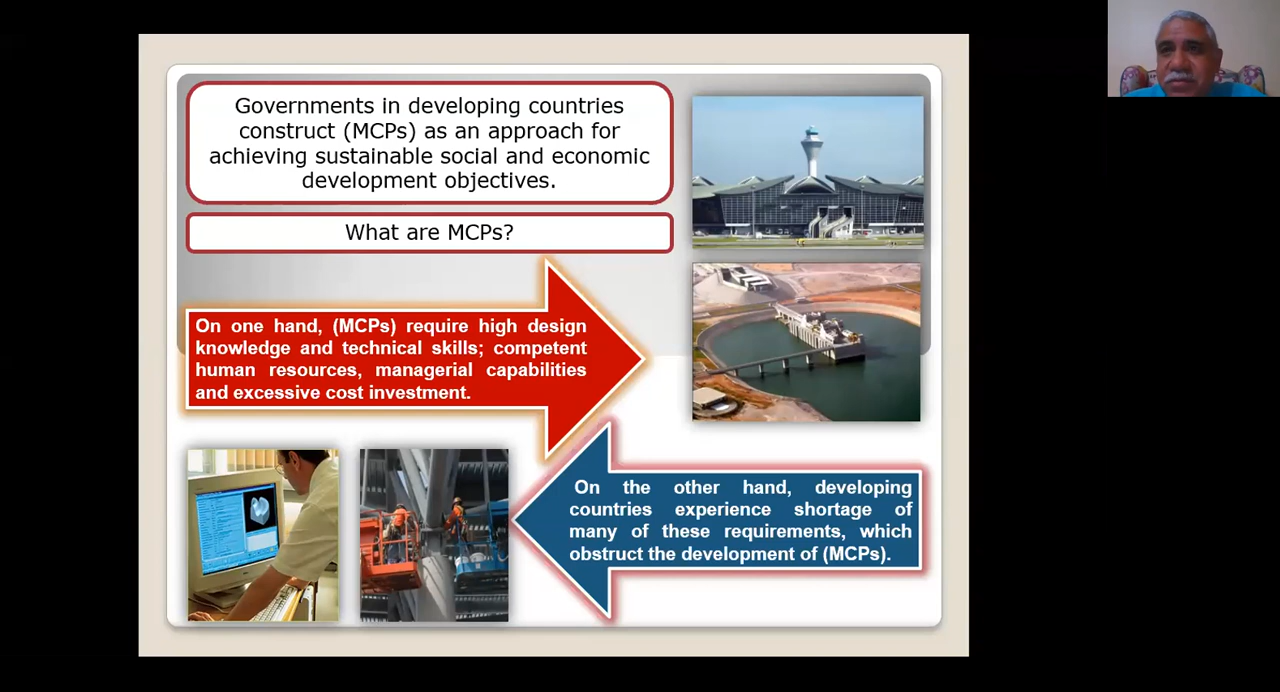 Governments in developing countries
construct (MCPs) as an approach for
achieving sustainable social and economic
development objectives.
What are MCPs?
On one hand, (MCPs) require high design
knowledge and technical skills; competent
human resources, managerial capabilities
and excessive cost investment.
On the other hand, developing
countries experience shortage of
many of these requirements, which
obstruct the development of (MCPs).